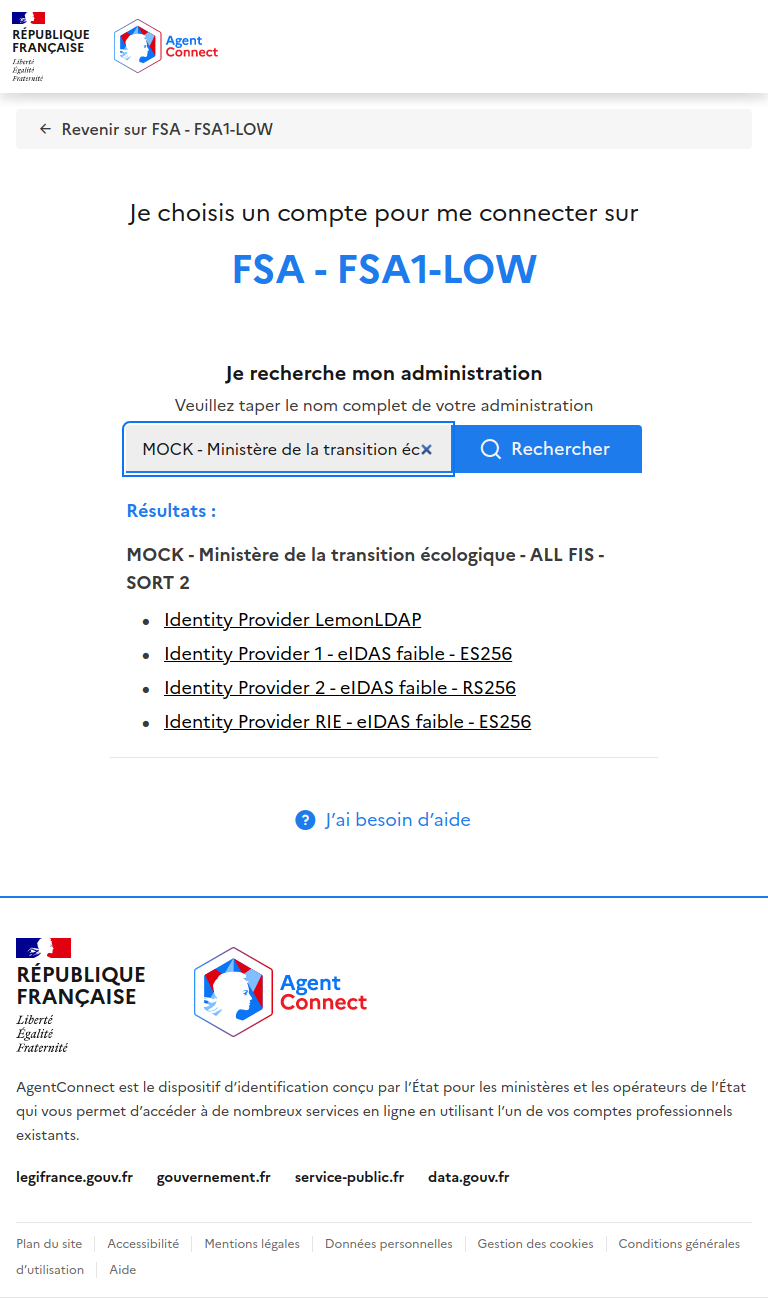 RÉPUBLIQUE
FRANÇAISE
Liberté
Égalité
Fraternité
Agent
Connect
← Revenir sur FSA - FSA1-LOW
Je choisis un compte pour me connecter sur
FSA - FSA1-LOW
Je recherche mon administration
Veuillez taper le nom complet de votre administration
MOCK - Ministère de la transition éc
Rechercher
Résultats :
MOCK - Ministère de la transition écologique - ALL FIS -
SORT 2
• Identity Provider LemonLDAP
• Identity Provider 1 - eIDAS faible - ES256
• Identity Provider 2 - eIDAS faible - RS256
• Identity Provider RIE - eIDAS faible - ES256
? J’ai besoin d’aide
RÉPUBLIQUE
FRANÇAISE
Liberté
Égalité
Fraternité
Agent
Connect
AgentConnect est le dispositif d’identification conçu par l’État pour les ministères et les opérateurs de l’État
qui vous permet d’accéder à de nombreux services en ligne en utilisant l’un de vos comptes professionnels
existants.
legifrance.gouv.fr gouvernement.fr service-public.fr data.gouv.fr
Plan du site Accessibilité Mentions légales Données personnelles Gestion des cookies Conditions générales
d’utilisation Aide